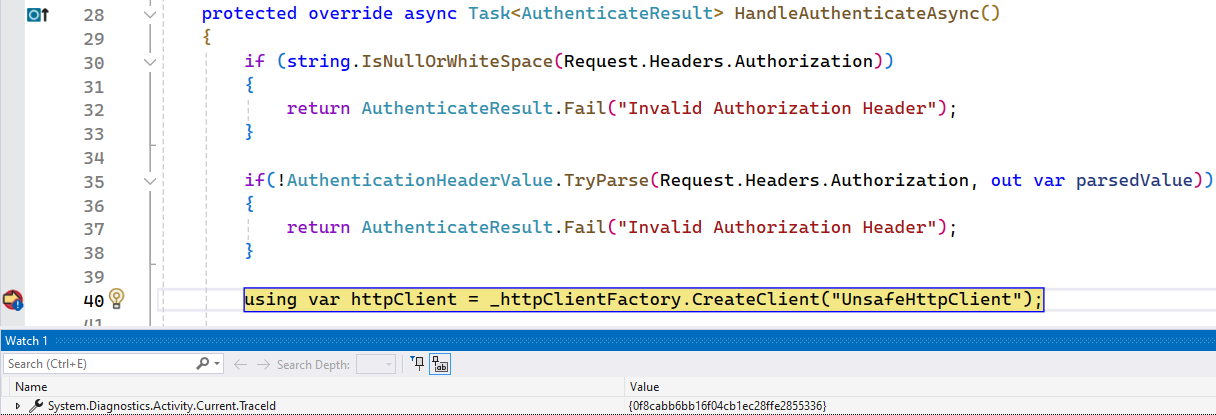 28 protected override async Task<AuthenticateResult> HandleAuthenticateAsync()
29 {
30 if (string.IsNullOrWhiteSpace(Request.Headers.Authorization))
31 {
32 return AuthenticateResult.Fail("Invalid Authorization Header");
33 }
34
35 if(!AuthenticationHeaderValue.TryParse(Request.Headers.Authorization, out var parsedValue))
36 {
37 return AuthenticateResult.Fail("Invalid Authorization Header");
38 }
39
40 using var httpClient = _httpClientFactory.CreateClient("UnsafeHttpClient");
41
Watch 1
Search (Ctrl+E) Search Depth:
Name Value
System.Diagnostics.Activity.Current.TraceId {0f8cabb6bb16f04cb1ec28ffe2855336}